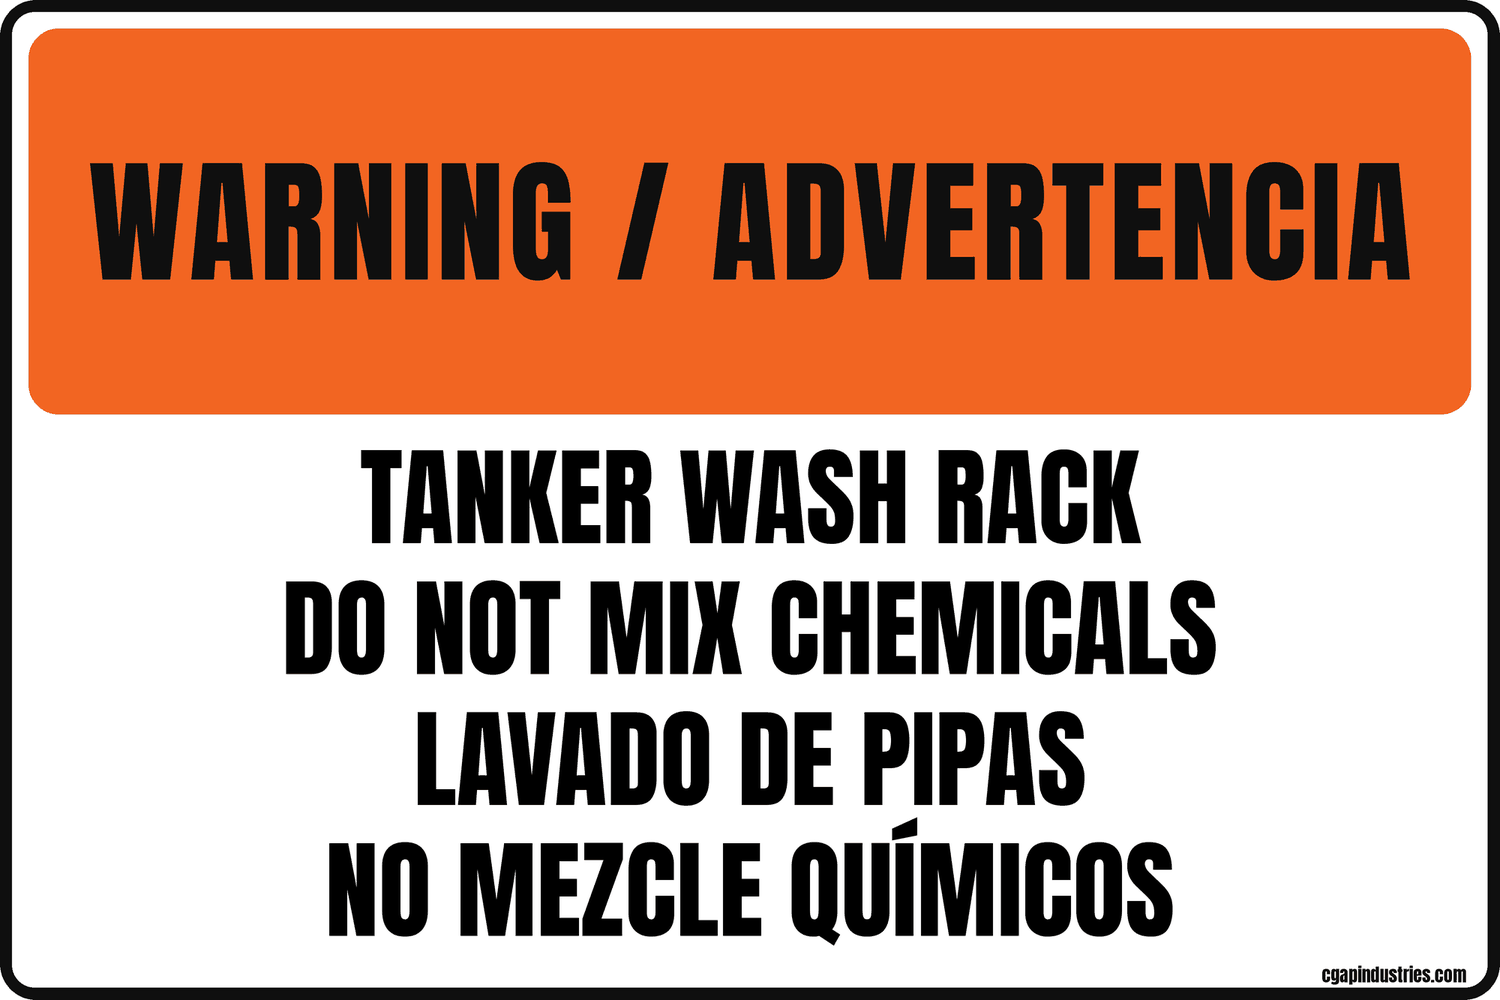 WARNING / ADVERTENCIA
TANKER WASH RACK
DO NOT MIX CHEMICALS
LAVADO DE PIPAS
NO MEZCLE QUÍMICOS
cgapindustries.com